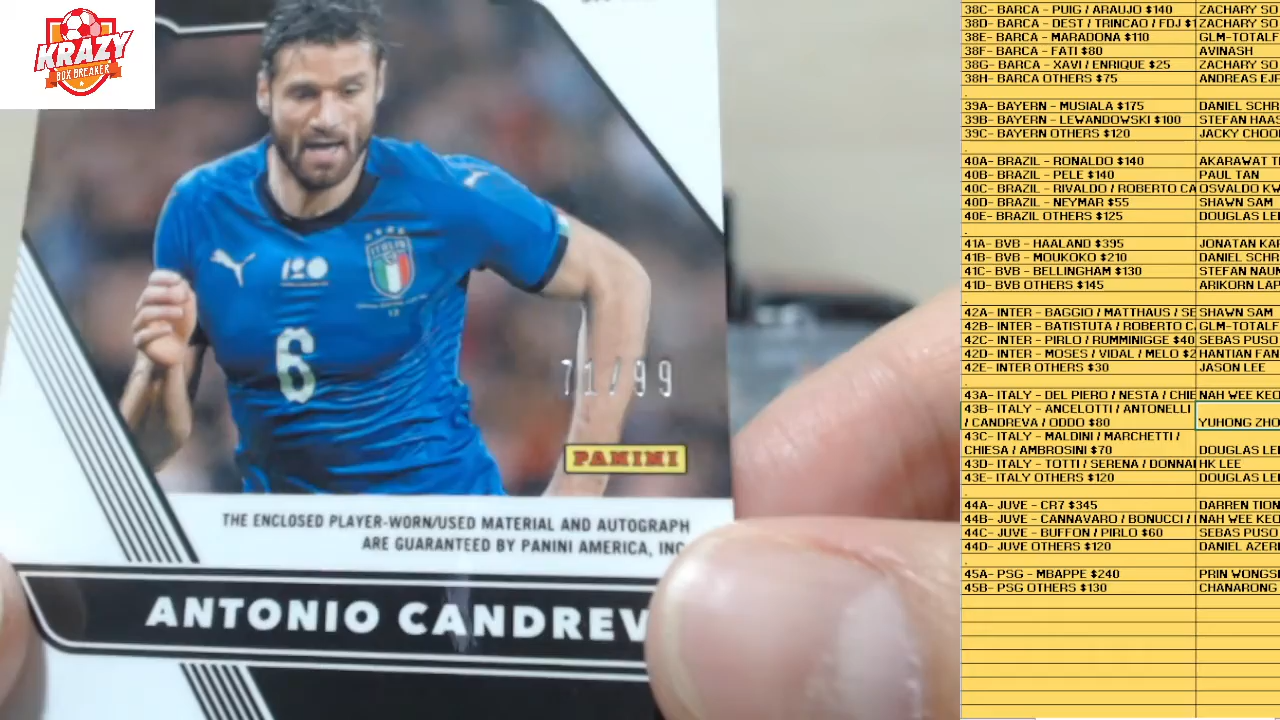 KRAZY
BOX BREAKER
ITALIA
6
71/99
PANINI
THE ENCLOSED PLAYER-WORN/USED MATERIAL AND AUTOGRAPH
ARE GUARANTEED BY PANINI AMERICA, INC
ANTONIO CANDREV
38C- BARCA - PUIG / ARAUJO $140 ZACHARY SO
38D- BARCA - DEST / TRINCAO / FDJ $1 ZACHARY SO
38E- BARCA - MARADONA $110 GLM-TOTALF
38F- BARCA - FATI $80 AVINASH
38G- BARCA - XAVI / ENRIQUE $25 ZACHARY SO
38H- BARCA OTHERS $75 ANDREAS EJF
.
39A- BAYERN - MUSIALA $175 DANIEL SCHR
39B- BAYERN - LEWANDOWSKI $100 STEFAN HAAS
39C- BAYERN OTHERS $120 JACKY CHOO
.
40A- BRAZIL - RONALDO $140 AKARAWAT T
40B- BRAZIL - PELE $140 PAUL TAN
40C- BRAZIL - RIVALDO / ROBERTO CA OSVALDO KW
40D- BRAZIL - NEYMAR $55 SHAWN SAM
40E- BRAZIL OTHERS $125 DOUGLAS LEE
.
41A- BVB - HAALAND $395 JONATAN KAR
41B- BVB - MOUKOKO $210 DANIEL SCHR
41C- BVB - BELLINGHAM $130 STEFAN NAUM
41D- BVB OTHERS $145 ARIKORN LAP
.
42A- INTER - BAGGIO / MATTHAUS / SE SHAWN SAM
42B- INTER - BATISTUTA / ROBERTO C. GLM-TOTALF
42C- INTER - PIRLO / RUMMINIGGE $40 SEBAS PUSO
42D- INTER - MOSES / VIDAL / MELO $2 HANTIAN FAN
42E- INTER OTHERS $30 JASON LEE
.
43A- ITALY - DEL PIERO / NESTA / CHIE NAH WEE KEO
43B- ITALY - ANCELOTTI / ANTONELLI
/ CANDREVA / ODDO $80 YUHONG ZHO
43C- ITALY - MALDINI / MARCHETTI /
CHIESA / AMBROSINI $70 DOUGLAS LEE
43D- ITALY - TOTTI / SERENA / DONNAI HK LEE
43E- ITALY OTHERS $120 DOUGLAS LEE
.
44A- JUVE - CR7 $345 DARREN TION
44B- JUVE - CANNAVARO / BONUCCI / NAH WEE KEO
44C- JUVE - BUFFON / PIRLO $60 SEBAS PUSO
44D- JUVE OTHERS $120 DANIEL AZER
.
45A- PSG - MBAPPE $240 PRIN WONGS
45B- PSG OTHERS $130 CHANARONG